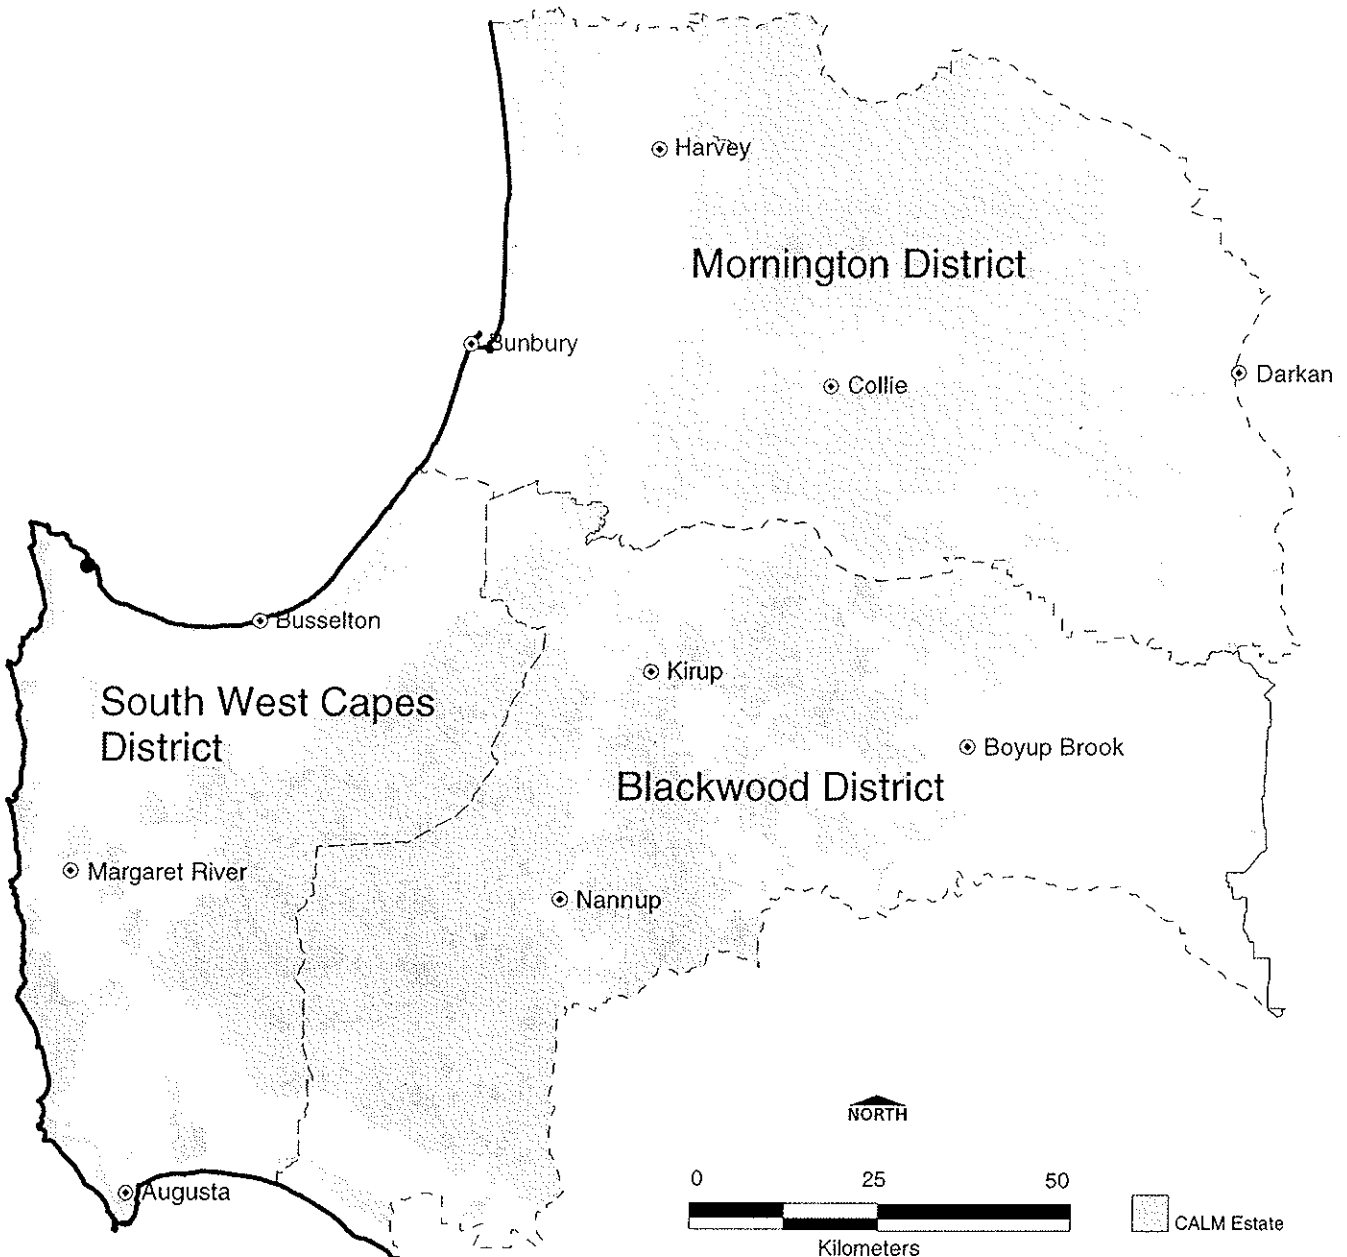 Harvey
Mornington District
Bunbury
Collie
Darkan
Busselton
Kirup
South West Capes
District
Boyup Brook
Blackwood District
Margaret River
Nannup
NORTH
0 25 50
Augusta
CALM Estate
Kilometers